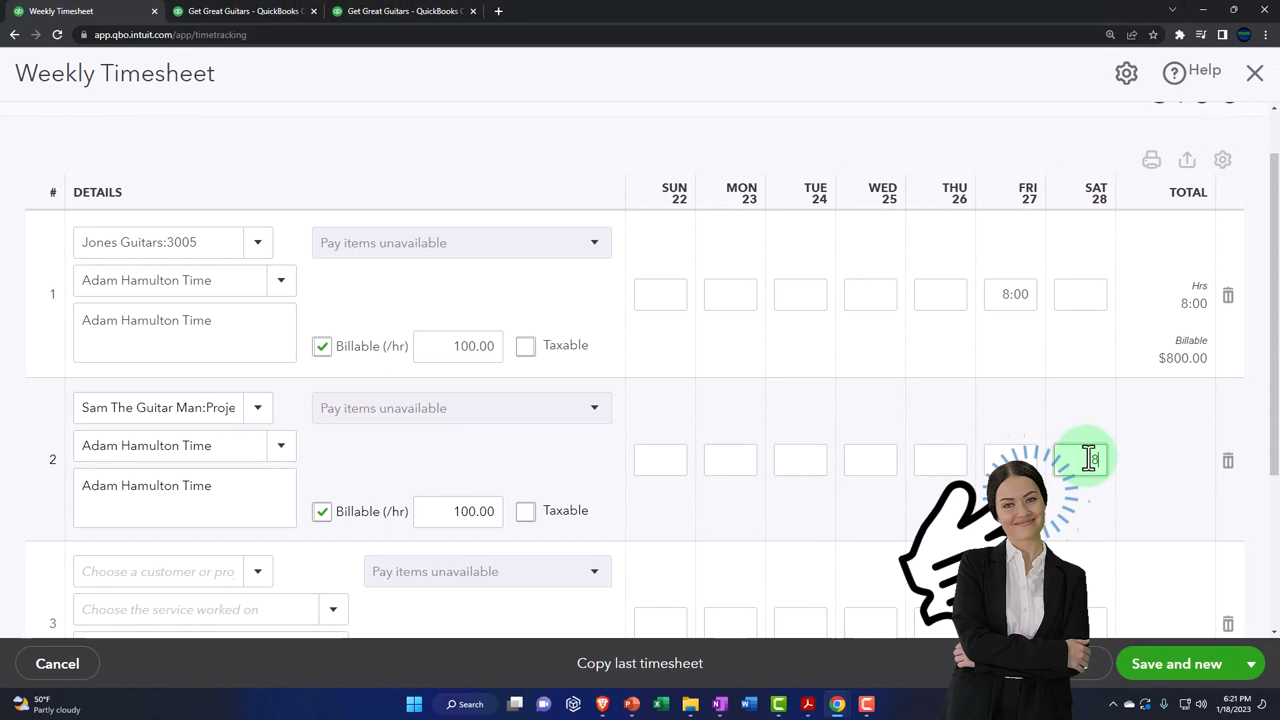 Weekly Timesheet
Get Great Guitars - QuickBooks
Get Great Guitars - QuickBooks
app.qbo.intuit.com/app/timetracking
Weekly Timesheet
Help
# DETAILS SUN 22 MON 23 TUE 24 WED 25 THU 26 FRI 27 SAT 28 TOTAL
Jones Guitars:3005 Pay items unavailable
Adam Hamulton Time
1 8:00 Hrs 8:00
Adam Hamulton Time
Billable (/hr) 100.00 Taxable Billable $800.00
Sam The Guitar Man:Proje Pay items unavailable
Adam Hamulton Time
2 8
Adam Hamulton Time
Billable (/hr) 100.00 Taxable
Choose a customer or pro Pay items unavailable
Choose the service worked on
3
Cancel Copy last timesheet Save and new
50°F
Partly cloudy
Search
6:21 PM
1/18/2023